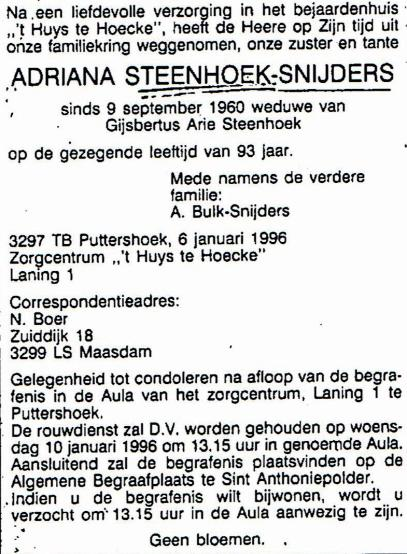 Na een liefdevolle verzorging in het bejaardenhuis
„'t Huys te Hoecke", heeft de Heere op Zijn tijd uit
onze familiekring weggenomen, onze zuster en tante
ADRIANA STEENHOEK-SNIJDERS
sinds 9 september 1960 weduwe van
Gijsbertus Arie Steenhoek
op de gezegende leeftijd van 93 jaar.
Mede namens de verdere
familie:
A. Bulk-Snijders
3297 TB Puttershoek, 6 januari 1996
Zorgcentrum „'t Huys te Hoecke"
Laning 1
Correspondentieadres:
N. Boer
Zuiddijk 18
3299 LS Maasdam
Gelegenheid tot condoleren na afloop van de begra-
fenis in de Aula van het zorgcentrum, Laning 1 te
Puttershoek.
De rouwdienst zal D.V. worden gehouden op woens-
dag 10 januari 1996 om 13.15 uur in genoemde Aula.
Aansluitend zal de begrafenis plaatsvinden op de
Algemene Begraafplaats te Sint Anthoniepolder.
Indien u de begrafenis wilt bijwonen, wordt u
verzocht om 13.15 uur in de Aula aanwezig te zijn.
Geen bloemen.